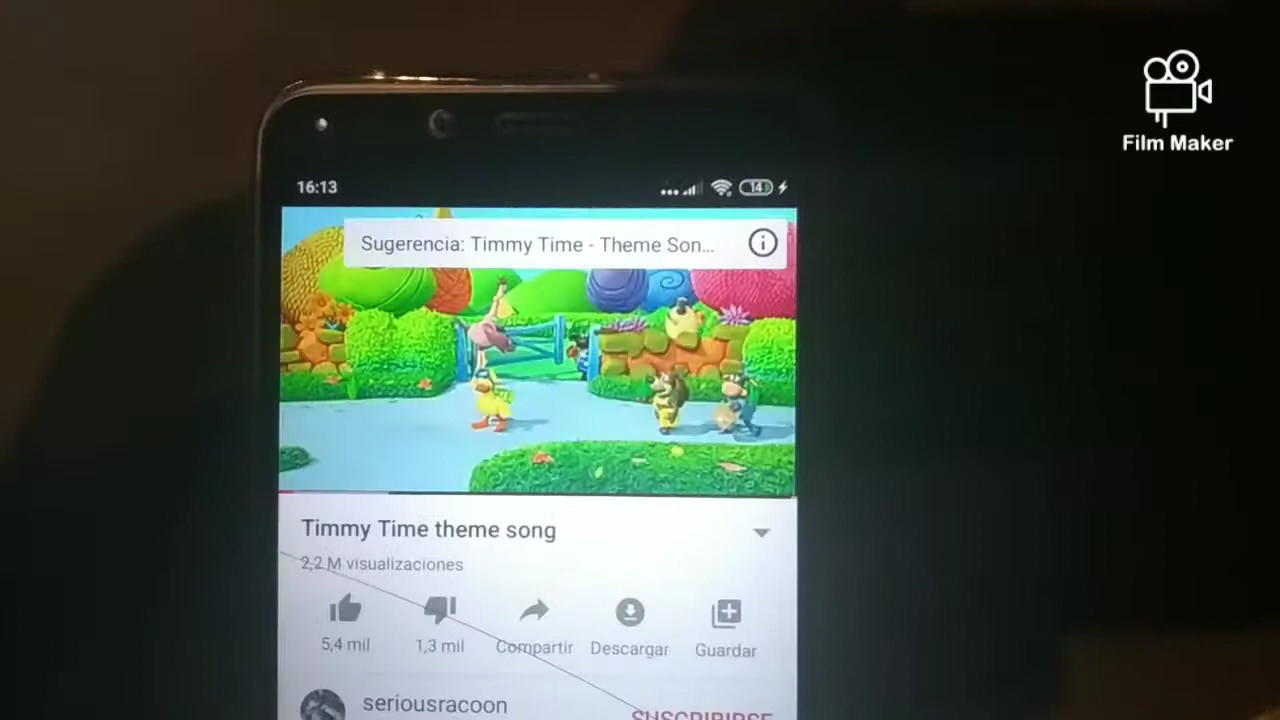 Film Maker
16:13
14
Sugerencia: Timmy Time - Theme Son...
Timmy Time theme song
2,2 M visualizaciones
5,4 mil
1,3 mil
Compartir
Descargar
Guardar
seriousracoon
SUSCRIBIRSE